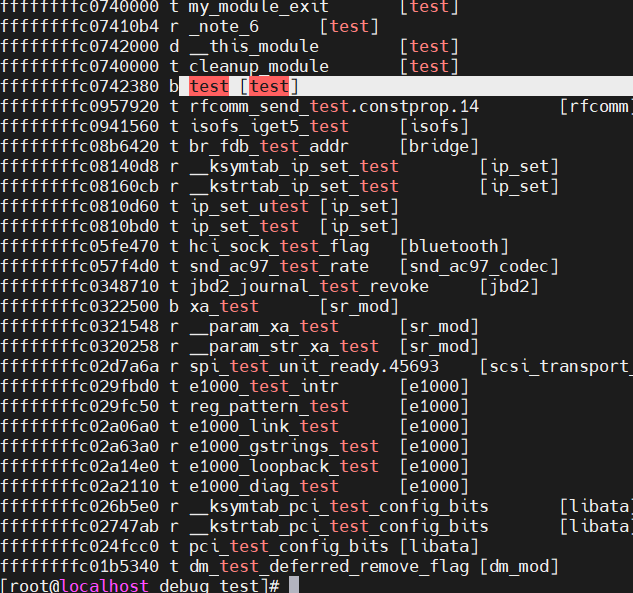 ffffffffc0740000 t my_module_exit [test]
ffffffffc07410b4 r _note_6 [test]
ffffffffc0742000 d __this_module [test]
ffffffffc0740000 t cleanup_module [test]
ffffffffc0742380 b test [test]
ffffffffc0957920 t rfcomm_send_test.constprop.14 [rfcomm]
ffffffffc0941560 t isofs_iget5_test [isofs]
ffffffffc08b6420 t br_fdb_test_addr [bridge]
ffffffffc08140d8 r __ksymtab_ip_set_test [ip_set]
ffffffffc08160cb r __kstrtab_ip_set_test [ip_set]
ffffffffc0810d60 t ip_set_utest [ip_set]
ffffffffc0810bd0 t ip_set_test [ip_set]
ffffffffc05fe470 t hci_sock_test_flag [bluetooth]
ffffffffc057f4d0 t snd_ac97_test_rate [snd_ac97_codec]
ffffffffc0348710 t jbd2_journal_test_revoke [jbd2]
ffffffffc0322500 b xa_test [sr_mod]
ffffffffc0321548 r __param_xa_test [sr_mod]
ffffffffc0320258 r __param_str_xa_test [sr_mod]
ffffffffc02d7a6a r spi_test_unit_ready.45693 [scsi_transport_
ffffffffc029fbd0 t e1000_test_intr [e1000]
ffffffffc029fc50 t reg_pattern_test [e1000]
ffffffffc02a06a0 t e1000_link_test [e1000]
ffffffffc02a63a0 r e1000_gstrings_test [e1000]
ffffffffc02a14e0 t e1000_loopback_test [e1000]
ffffffffc02a2110 t e1000_diag_test [e1000]
ffffffffc026b5e0 r __ksymtab_pci_test_config_bits [libata]
ffffffffc02747ab r __kstrtab_pci_test_config_bits [libata]
ffffffffc024fcc0 t pci_test_config_bits [libata]
ffffffffc01b5340 t dm_test_deferred_remove_flag [dm_mod]
[root@localhost debug_test]#